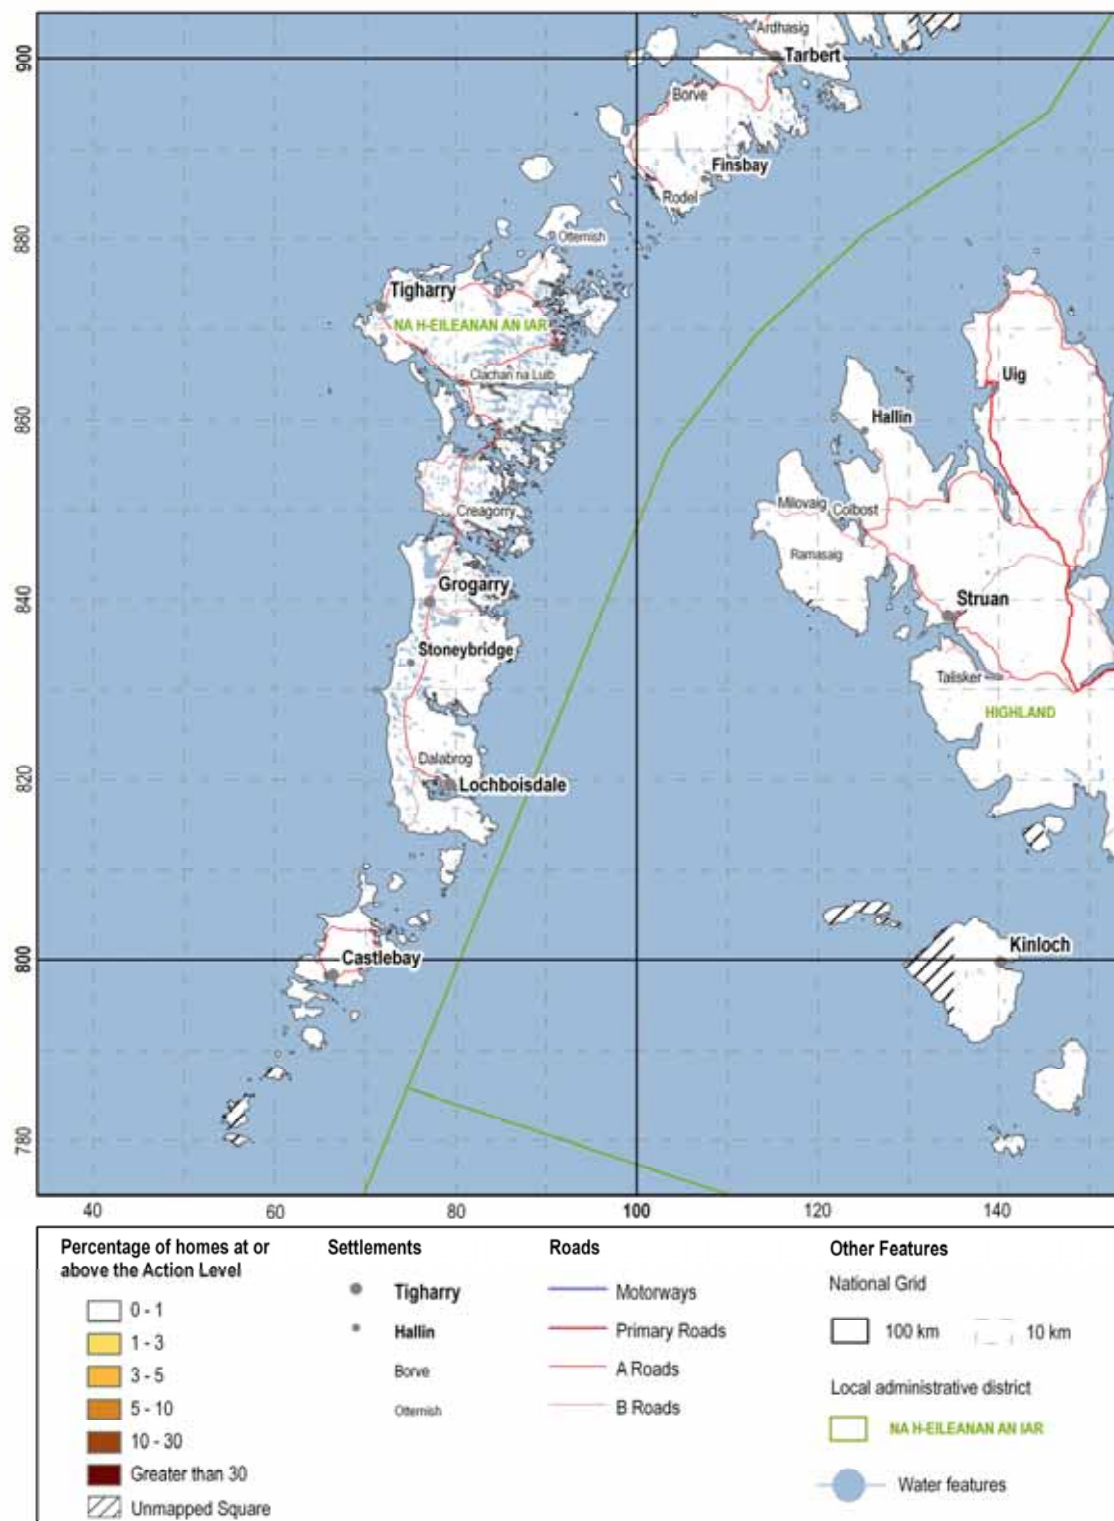 Ardhasig
900
Tarbert
Borve
Finsbay
Rodel
880
Otternish
Tigharry
NA H-EILEANAN AN IAR
Uig
Clachan na Luib
860
Hallin
Milovaig
Colbost
Creagorry
Ramasaig
Grogarry
840
Struan
Stoneybridge
Talisker
HIGHLAND
Dalabrog
820
Lochboisdale
Kinloch
800
Castlebay
780
40
60
80
100
120
140
Percentage of homes at or
above the Action Level
0 - 1
1 - 3
3 - 5
5 - 10
10 - 30
Greater than 30
Unmapped Square
Settlements
Tigharry
Hallin
Borve
Otternish
Roads
Motorways
Primary Roads
A Roads
B Roads
Other Features
National Grid
100 km
10 km
Local administrative district
NA H-EILEANAN AN IAR
Water features